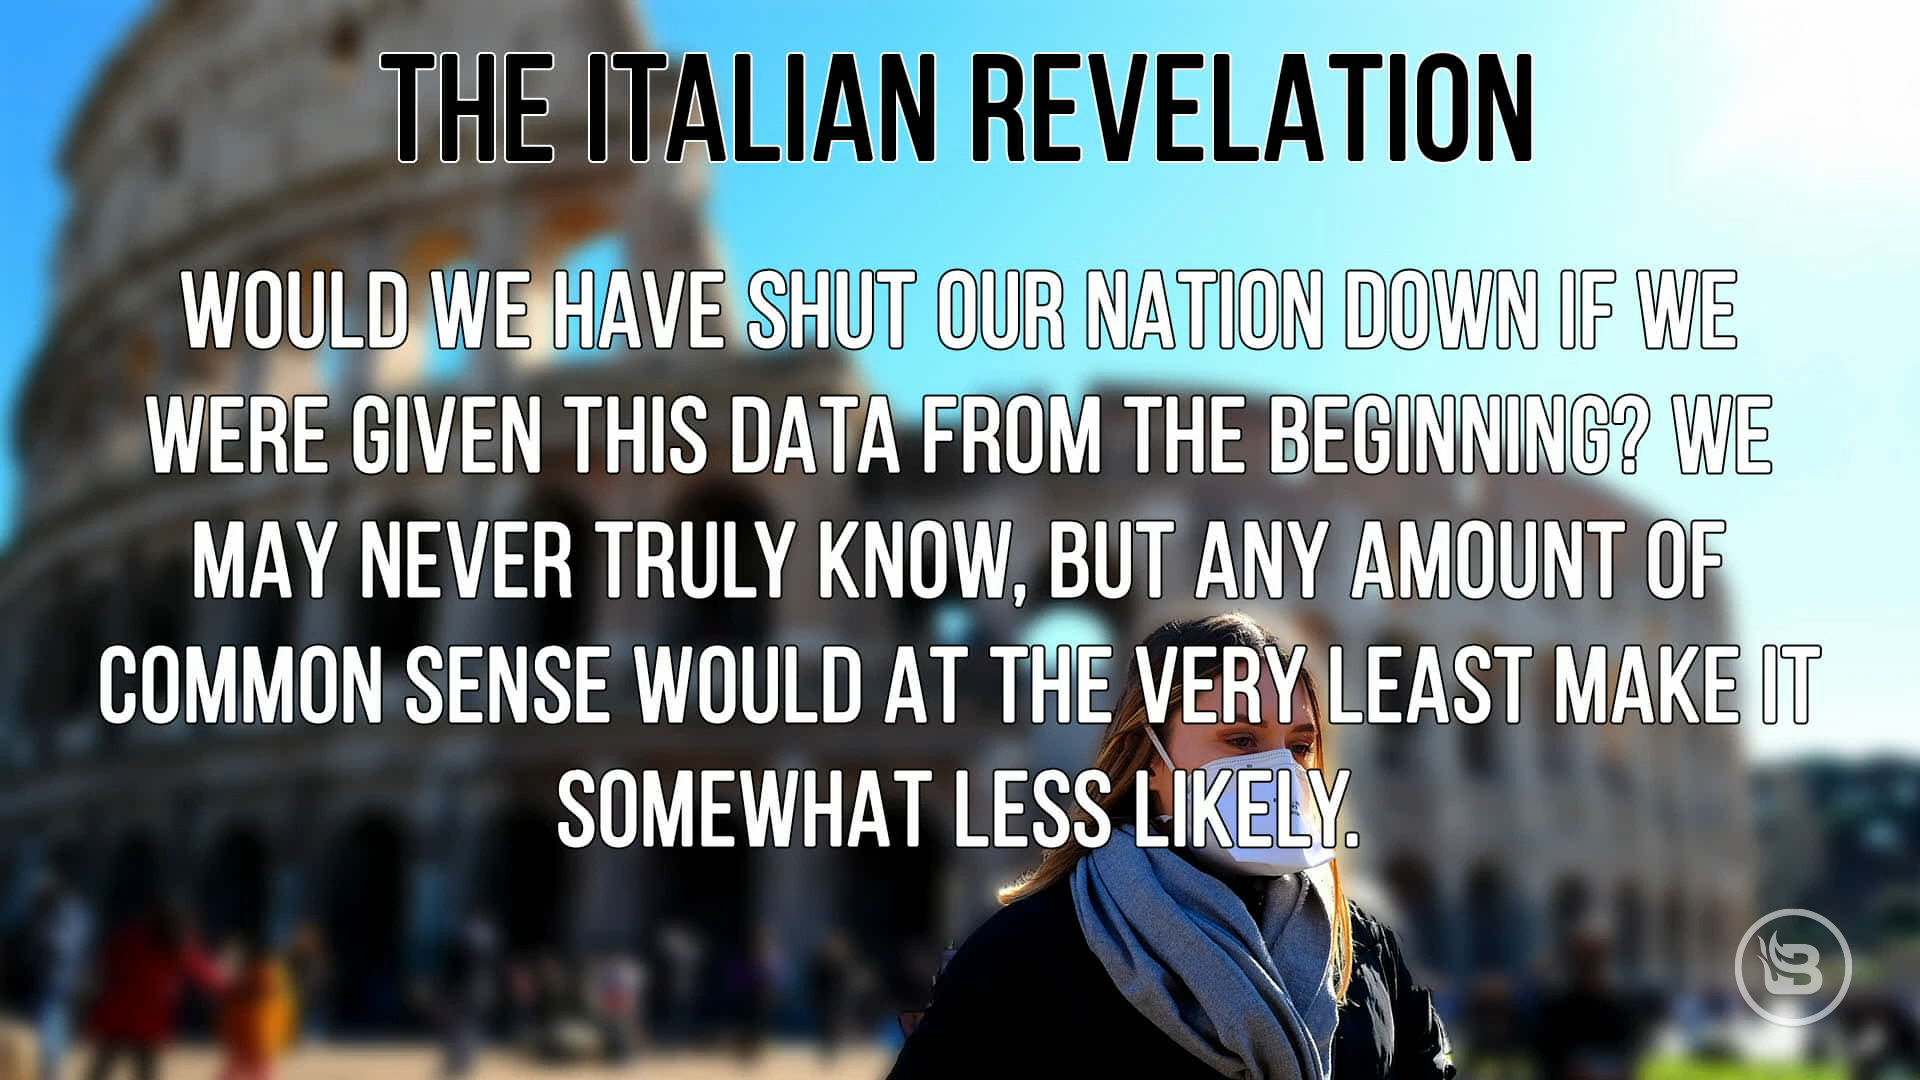 THE ITALIAN REVELATION
WOULD WE HAVE SHUT OUR NATION DOWN IF WE
WERE GIVEN THIS DATA FROM THE BEGINNING? WE
MAY NEVER TRULY KNOW, BUT ANY AMOUNT OF
COMMON SENSE WOULD AT THE VERY LEAST MAKE IT
SOMEWHAT LESS LIKELY.
B